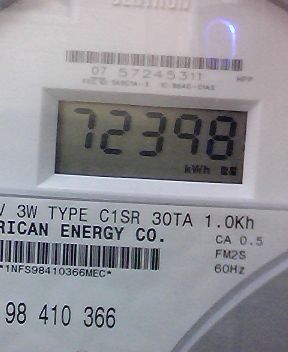 07 57245311
72398
kWh
V 3W TYPE C1SR 30TA 1.0Kh
RICAN ENERGY CO.
CA 0.5
FM2S
60Hz
*1NFS98410366MEC*
98 410 366